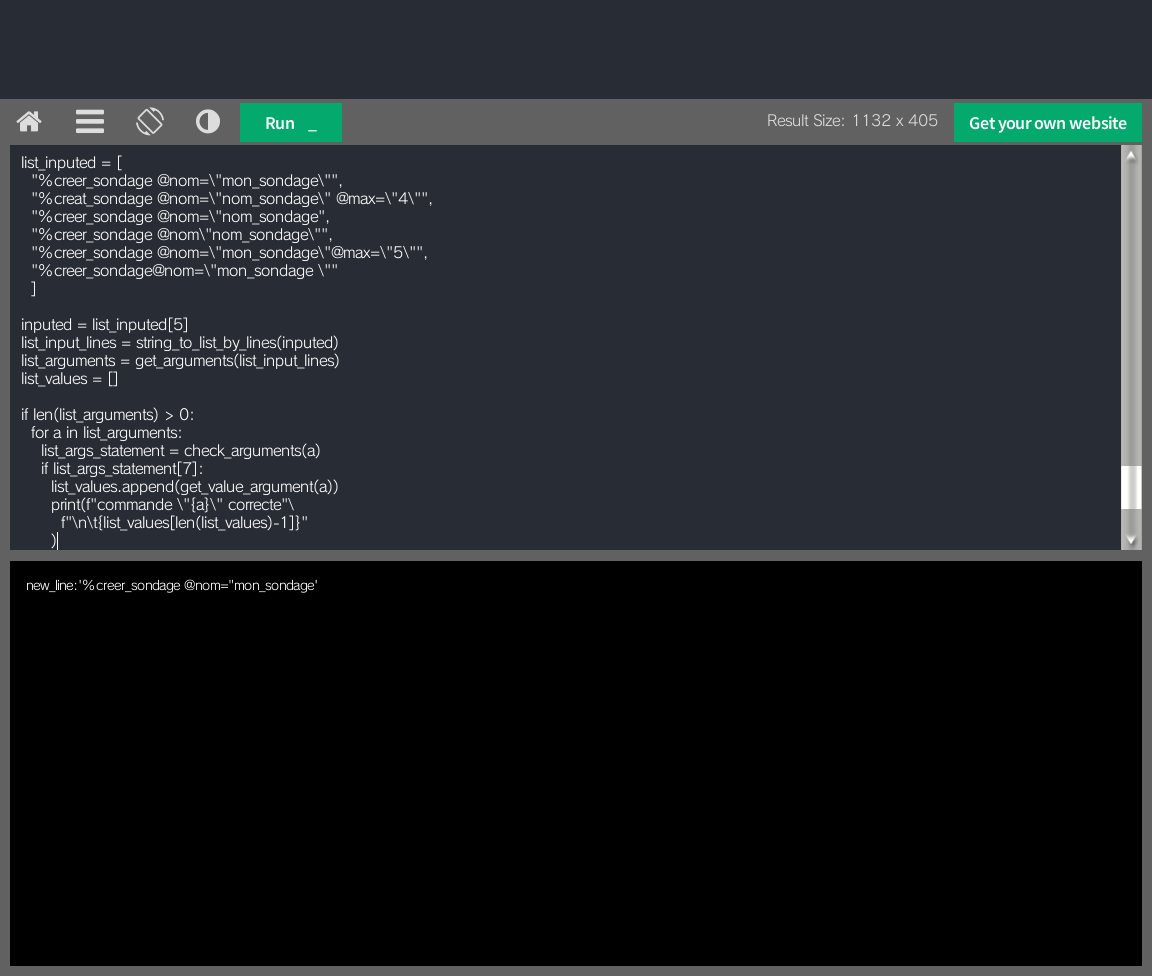 Run _
Result Size: 1132 x 405
Get your own website
list_inputed = [
"%creer_sondage @nom=\"mon_sondage\"",
"%creat_sondage @nom=\"nom_sondage\" @max=\"4\"",
"%creer_sondage @nom=\"nom_sondage",
"%creer_sondage @nom\"nom_sondage\"",
"%creer_sondage @nom=\"mon_sondage\"@max=\"5\"",
"%creer_sondage@nom=\"mon_sondage \""
]
inputed = list_inputed[5]
list_input_lines = string_to_list_by_lines(inputed)
list_arguments = get_arguments(list_input_lines)
list_values = []
if len(list_arguments) > 0:
for a in list_arguments:
list_args_statement = check_arguments(a)
if list_args_statement[7]:
list_values.append(get_value_argument(a))
print(f"commande \"{a}\" correcte"\
f"\n\t{list_values[len(list_values)-1]}"
)
new_line:'%creer_sondage @nom="mon_sondage'